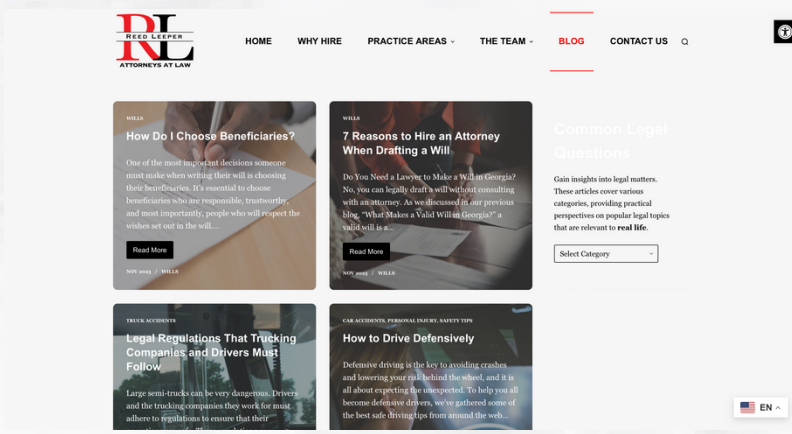 RL
REED LEEPER
ATTORNEYS AT LAW
HOME WHY HIRE PRACTICE AREAS THE TEAM BLOG CONTACT US
WILLS
How Do I Choose Beneficiaries?
One of the most important decisions someone
must make when writing their will is choosing
their beneficiaries. It's essential to choose
beneficiaries who are responsible, trustworthy,
and most importantly, people who will respect the
wishes set out in the will....
Read More
NOV 2023 / WILLS
WILLS
7 Reasons to Hire an Attorney
When Drafting a Will
Do You Need a Lawyer to Make a Will in Georgia?
No, you can legally draft a will without consulting
with an attorney. As we discussed in our previous
blog, "What Makes a Valid Will in Georgia?" a
valid will is a...
Read More
NOV 2023 / WILLS
Common Legal
Questions
Gain insights into legal matters.
These articles cover various
categories, providing practical
perspectives on popular legal topics
that are relevant to real life.
Select Category
TRUCK ACCIDENTS
Legal Regulations That Trucking
Companies and Drivers Must
Follow
Large semi-trucks can be very dangerous. Drivers
and the trucking companies they work for must
adhere to regulations to ensure that their
CAR ACCIDENTS, PERSONAL INJURY, SAFETY TIPS
How to Drive Defensively
Defensive driving is the key to avoiding crashes
and lowering your risk behind the wheel, and it is
all about expecting the unexpected. To help you all
become defensive drivers, we've gathered some of
the best safe driving tips from around the web...
EN